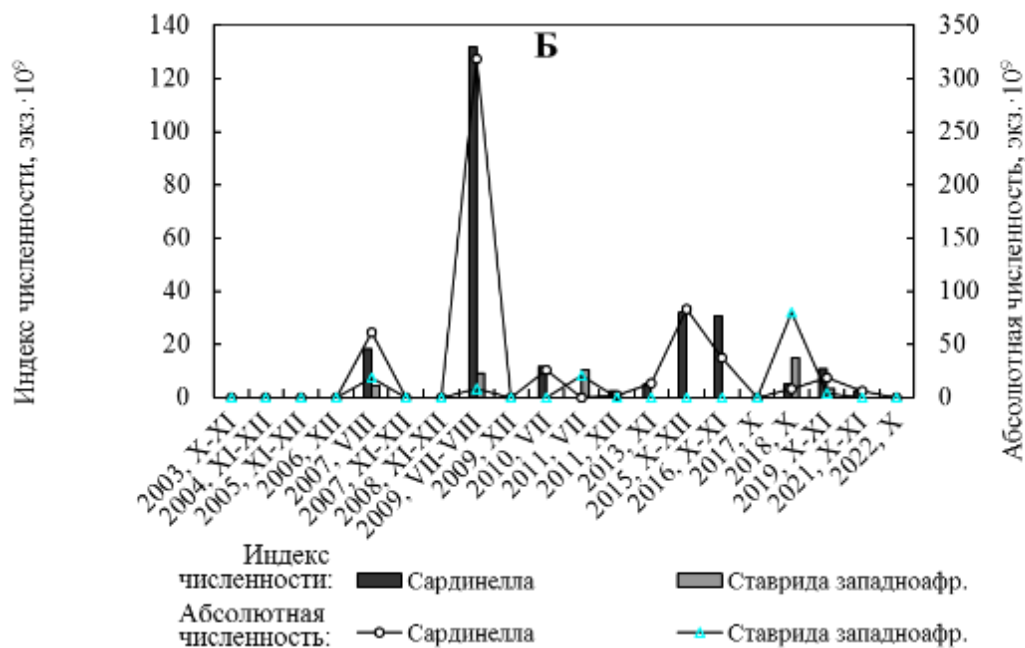 Б
Индекс численности, экз.·10⁹
140
120
100
80
60
40
20
0
350
300
250
200
150
100
50
0
Абсолютная численность, экз.·10⁹
2003, X-XI
2004, XI-XII
2005, XI-XII
2006, XII
2007, VIII
2007, XI-XII
2008, XI-XII
2009, VII-VIII
2009, XII
2010, VII
2011, VII
2011, XII
2013, XI
2015, X-XII
2016, X-XI
2017, X
2018, X
2019, X-XI
2021, X-XI
2022, X
Индекс
численности: Сардинелла Ставрида западноафр.
Абсолютная
численность: Сардинелла Ставрида западноафр.